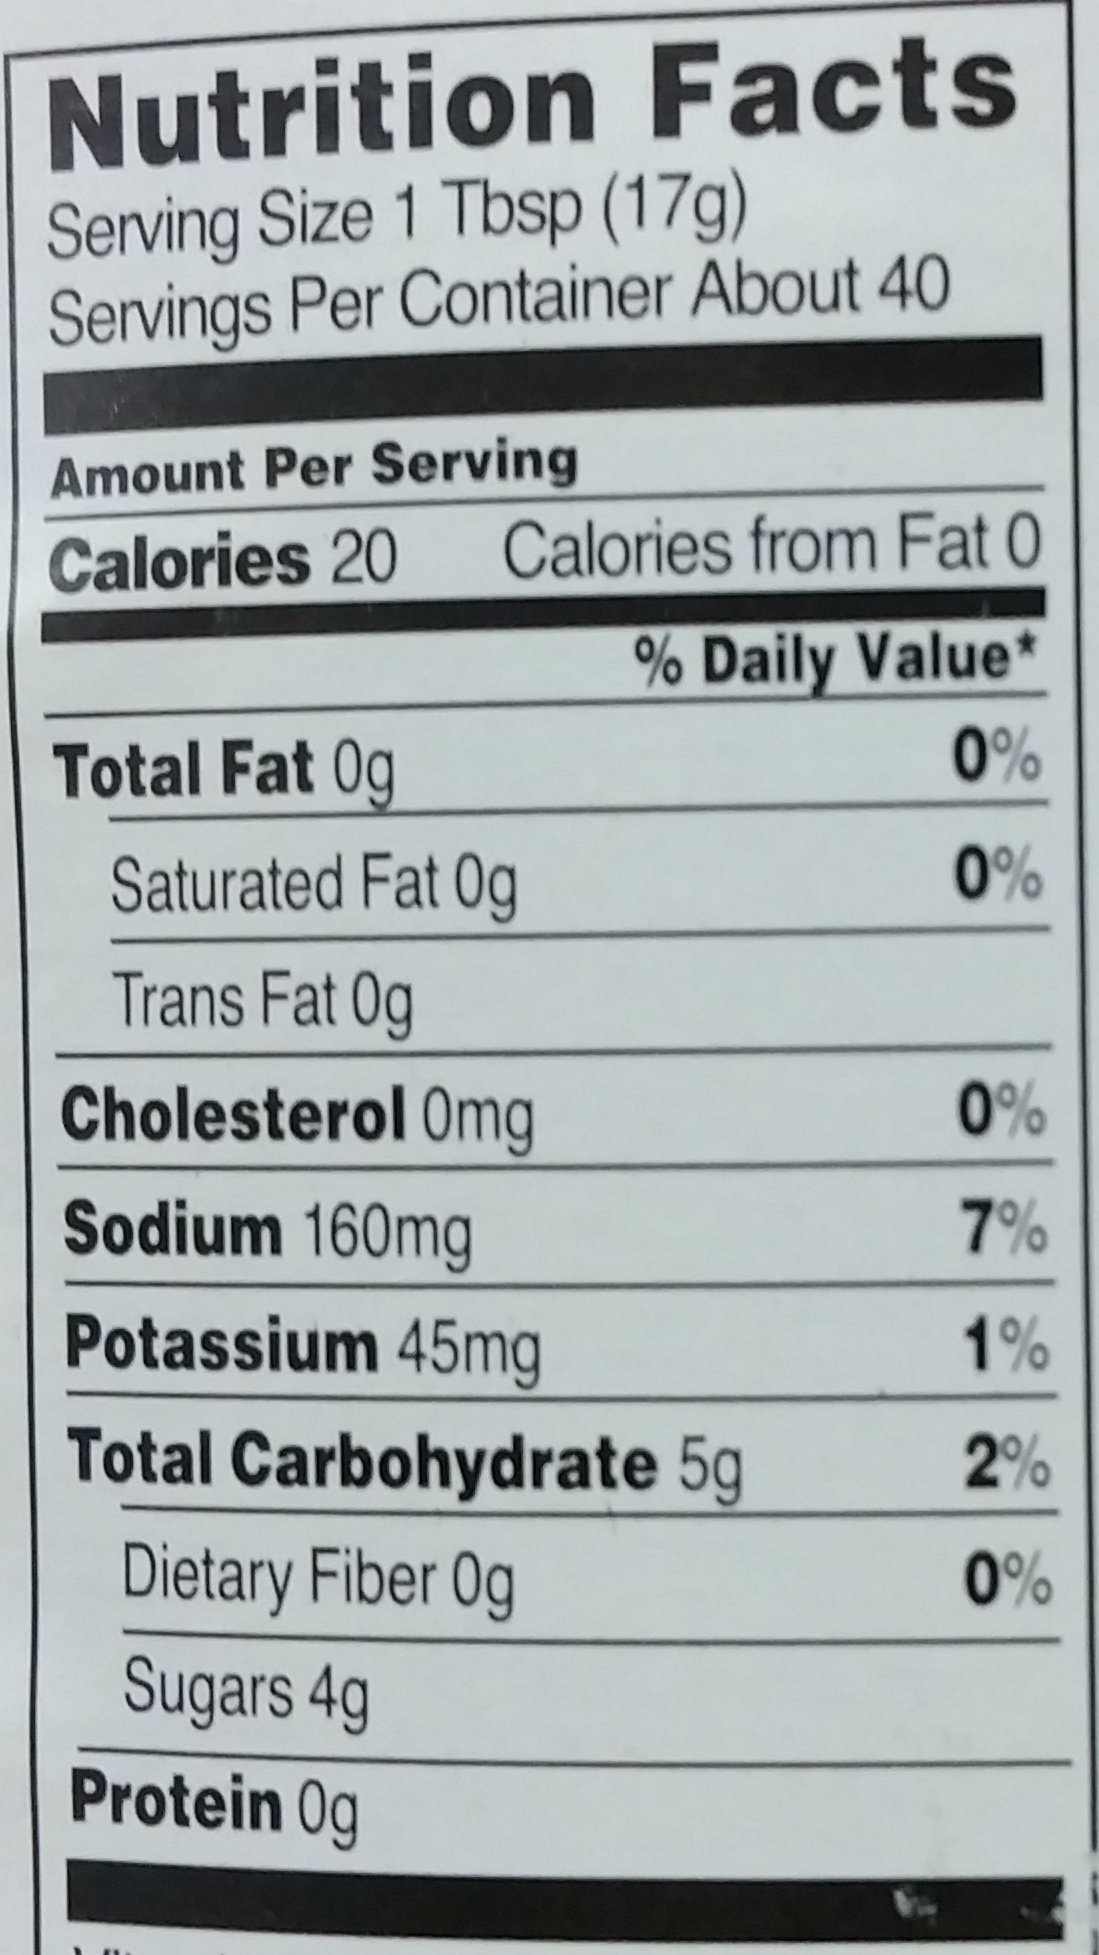 Nutrition Facts
Serving Size 1 Tbsp (17g)
Servings Per Container About 40
Amount Per Serving
Calories 20 Calories from Fat 0
% Daily Value*
Total Fat 0g 0%
Saturated Fat 0g 0%
Trans Fat 0g
Cholesterol 0mg 0%
Sodium 160mg 7%
Potassium 45mg 1%
Total Carbohydrate 5g 2%
Dietary Fiber 0g 0%
Sugars 4g
Protein 0g